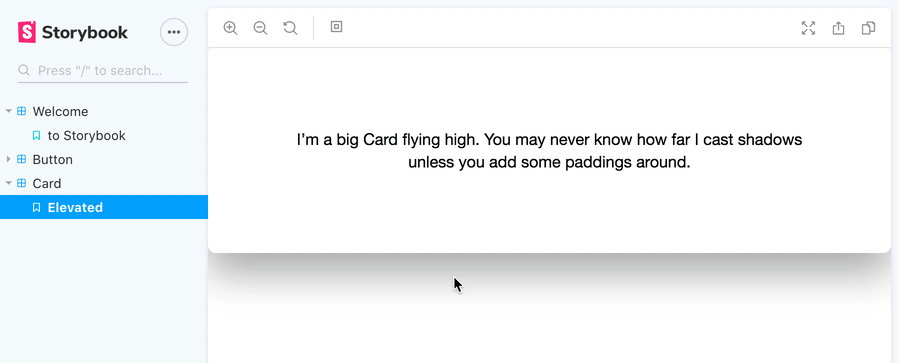 Storybook
Press "/" to search...
Welcome
to Storybook
Button
Card
Elevated
I’m a big Card flying high. You may never know how far I cast shadows
unless you add some paddings around.